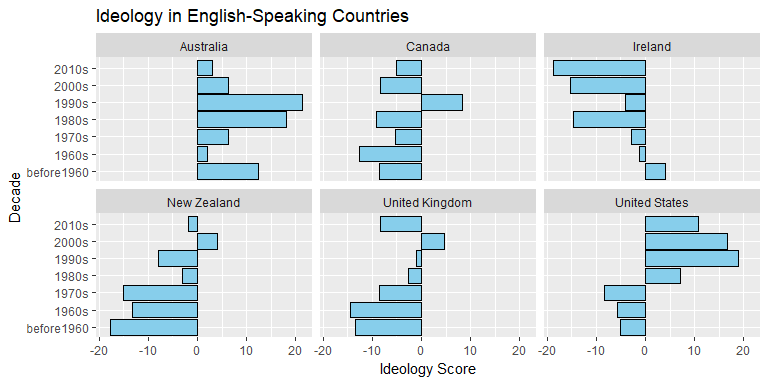 Ideology in English-Speaking Countries
Australia
Canada
Ireland
2010s
2000s
1990s
1980s
1970s
1960s
before1960
New Zealand
United Kingdom
United States
2010s
2000s
1990s
1980s
1970s
1960s
before1960
-20 -10 0 10 20
-20 -10 0 10 20
-20 -10 0 10 20
Decade
Ideology Score